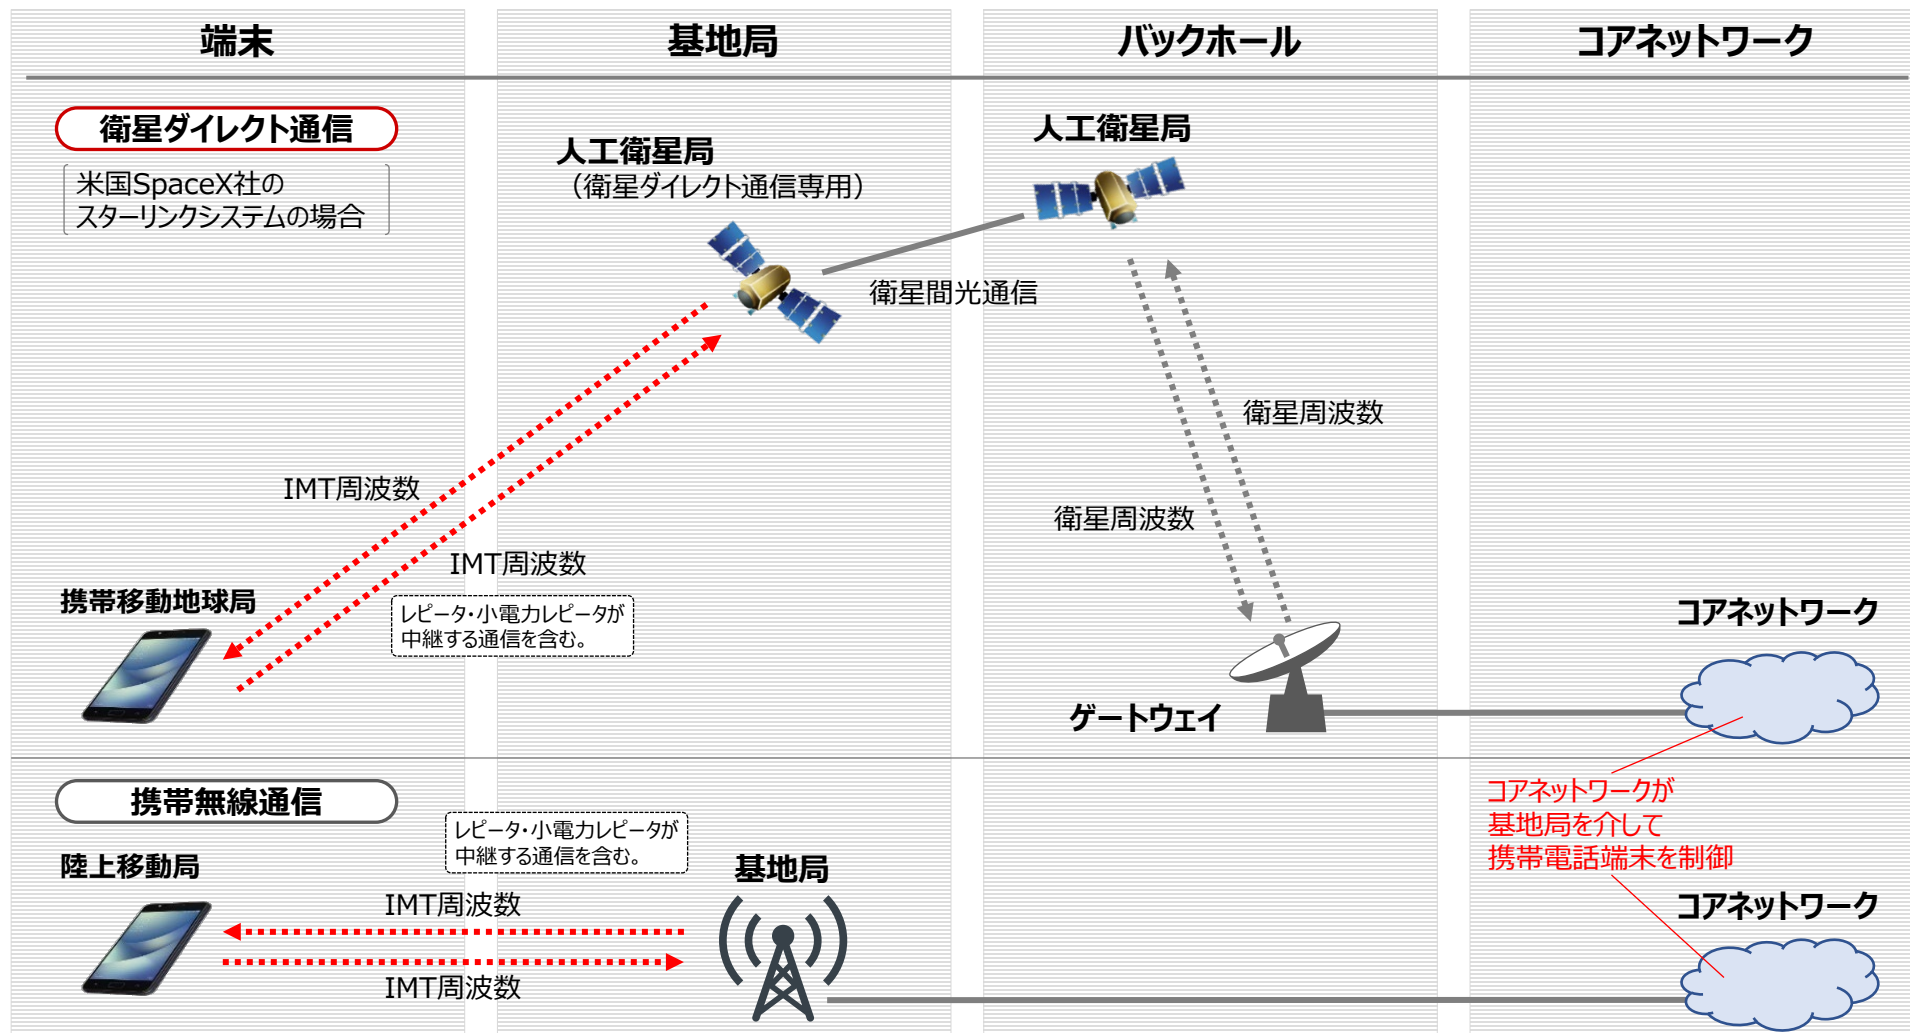 端末
基地局
バックホール
コアネットワーク
衛星ダイレクト通信
米国SpaceX社の
スターリンクシステムの場合
人工衛星局
（衛星ダイレクト通信専用）
人工衛星局
衛星間光通信
衛星周波数
衛星周波数
IMT周波数
IMT周波数
レピータ・小電力レピータが
中継する通信を含む。
携帯移動地球局
ゲートウェイ
コアネットワーク
携帯無線通信
レピータ・小電力レピータが
中継する通信を含む。
陸上移動局
IMT周波数
IMT周波数
基地局
コアネットワークが
基地局を介して
携帯電話端末を制御
コアネットワーク